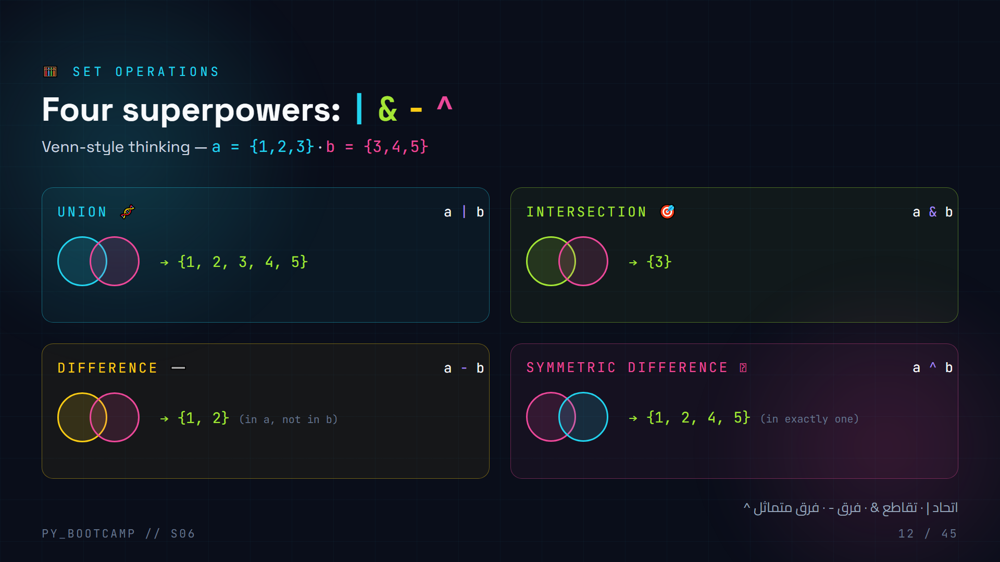 🧮 SET OPERATIONS
Four superpowers: | & - ^
Venn-style thinking — a = {1,2,3} · b = {3,4,5}
UNION 🧬 a | b
→ {1, 2, 3, 4, 5}
INTERSECTION 🎯 a & b
→ {3}
DIFFERENCE ➖ a - b
→ {1, 2} (in a, not in b)
SYMMETRIC DIFFERENCE a ^ b
→ {1, 2, 4, 5} (in exactly one)
اتحاد | · تقاطع & · فرق - · فرق متماثل ^
PY_BOOTCAMP // S06
12 / 45